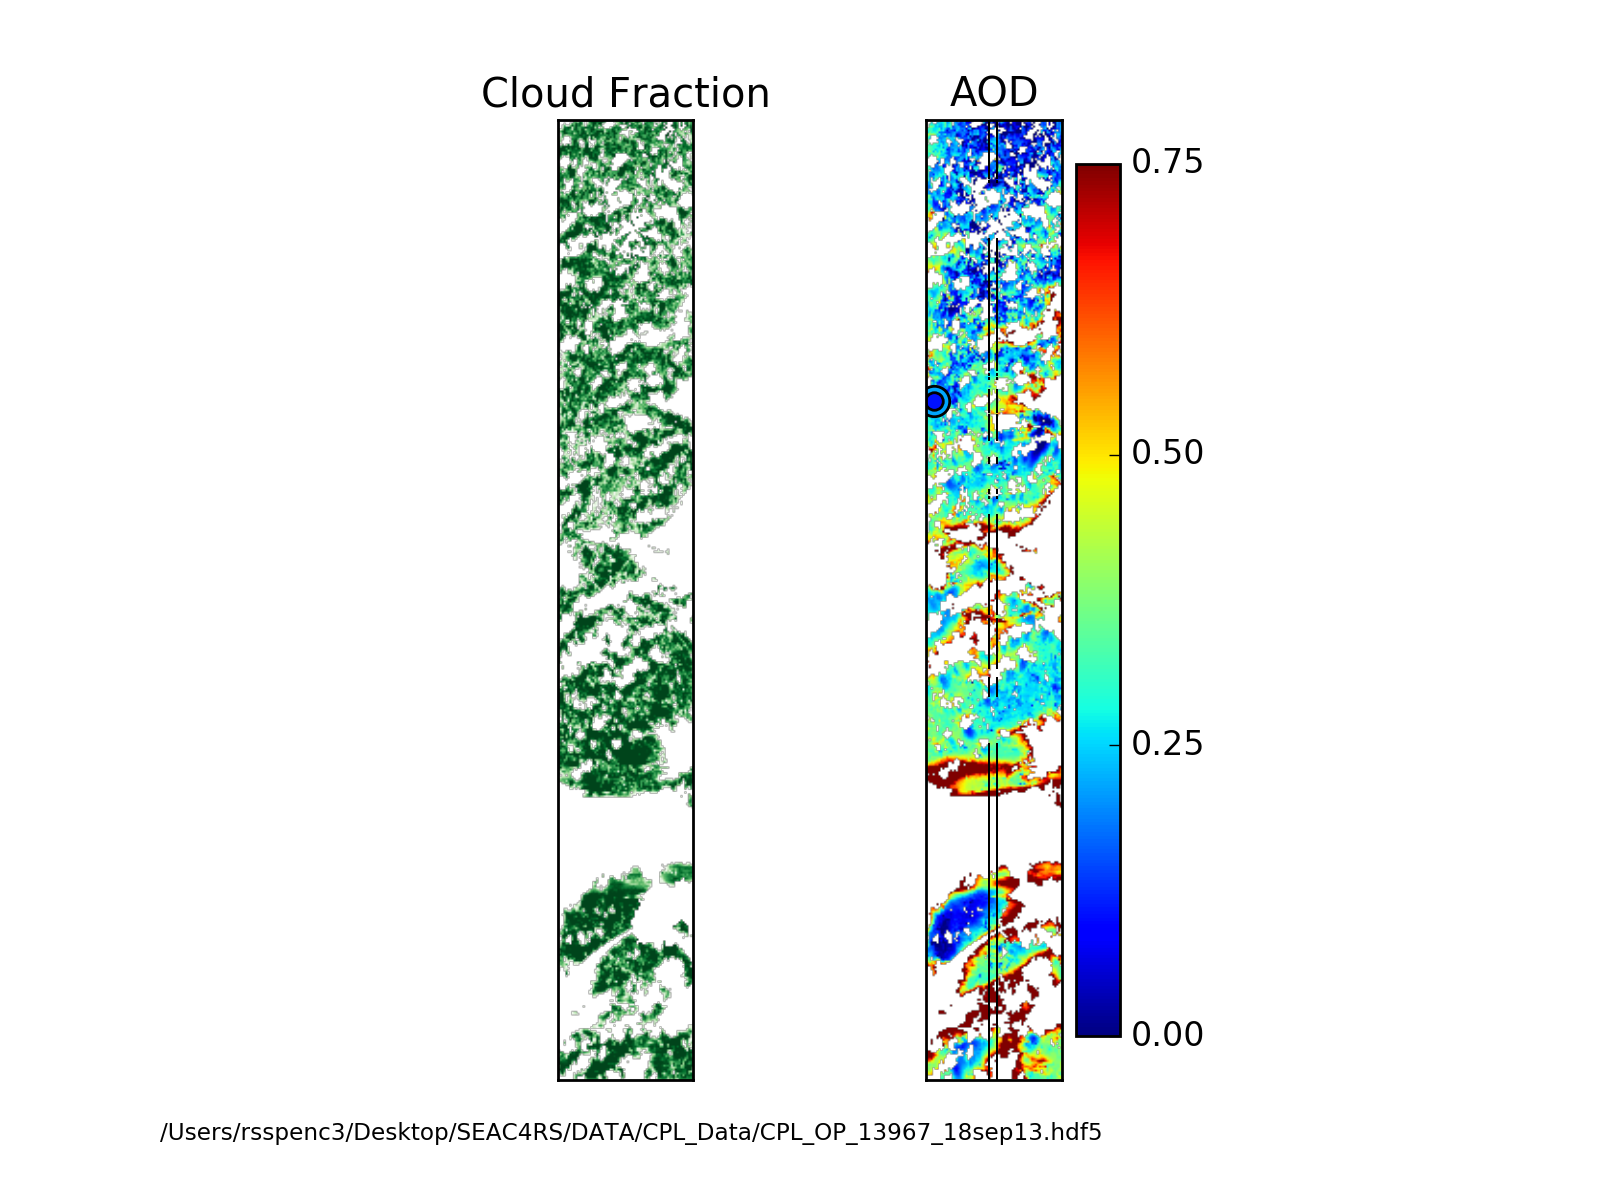 Cloud Fraction
AOD
0.75
0.50
0.25
0.00
/Users/rsspenc3/Desktop/SEAC4RS/DATA/CPL_Data/CPL_OP_13967_18sep13.hdf5